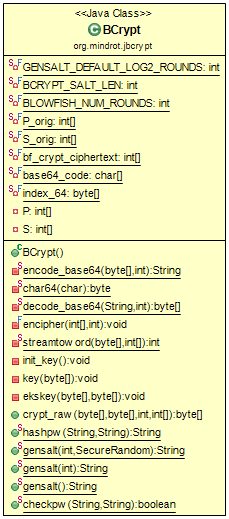 <<Java Class>>
BCrypt
org.mindrot.jbcrypt
GENSALT_DEFAULT_LOG2_ROUNDS: int
BCRYPT_SALT_LEN: int
BLOWFISH_NUM_ROUNDS: int
P_orig: int[]
S_orig: int[]
bf_crypt_ciphertext: int[]
base64_code: char[]
index_64: byte[]
P: int[]
S: int[]
BCrypt()
encode_base64(byte[],int):String
char64(char):byte
decode_base64(String,int):byte[]
encipher(int[],int):void
streamtoword(byte[],int[]):int
init_key():void
key(byte[]):void
ekskey(byte[],byte[]):void
crypt_raw(byte[],byte[],int,int[]):byte[]
hashpw(String,String):String
gensalt(int,SecureRandom):String
gensalt(int):String
gensalt():String
checkpw(String,String):boolean